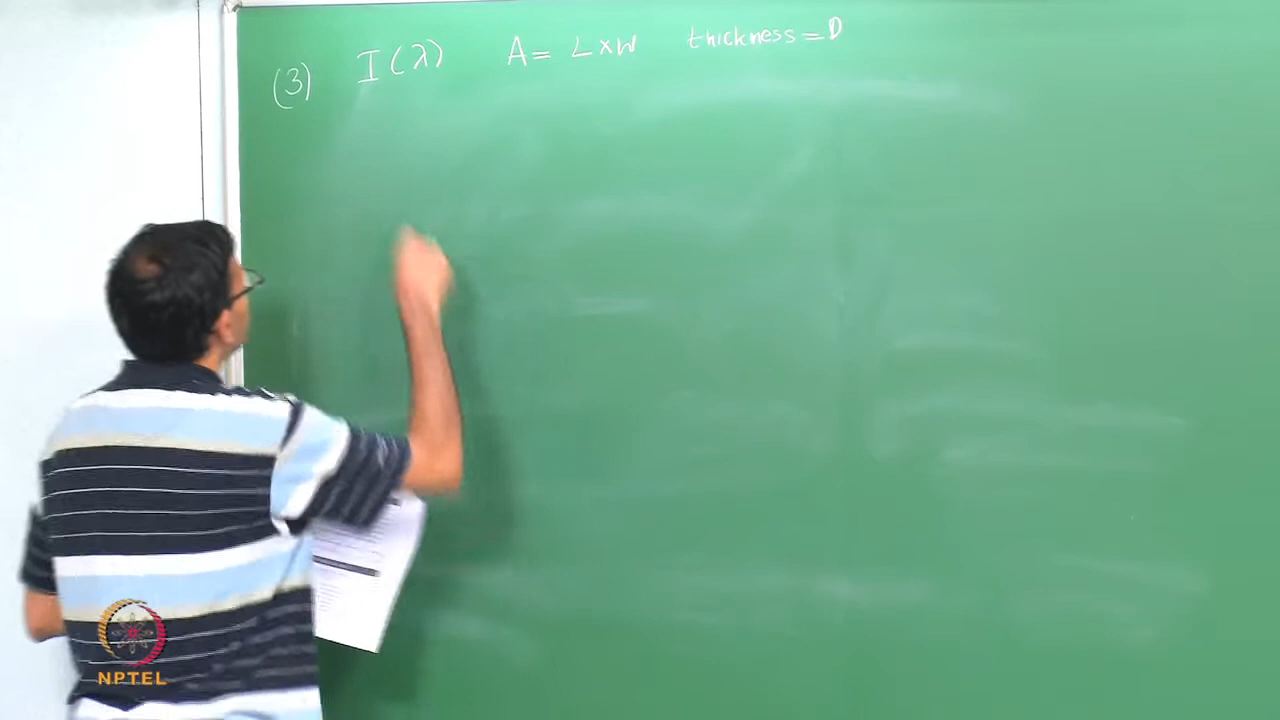 (3) I(λ) A = L×W thickness = D
NPTEL